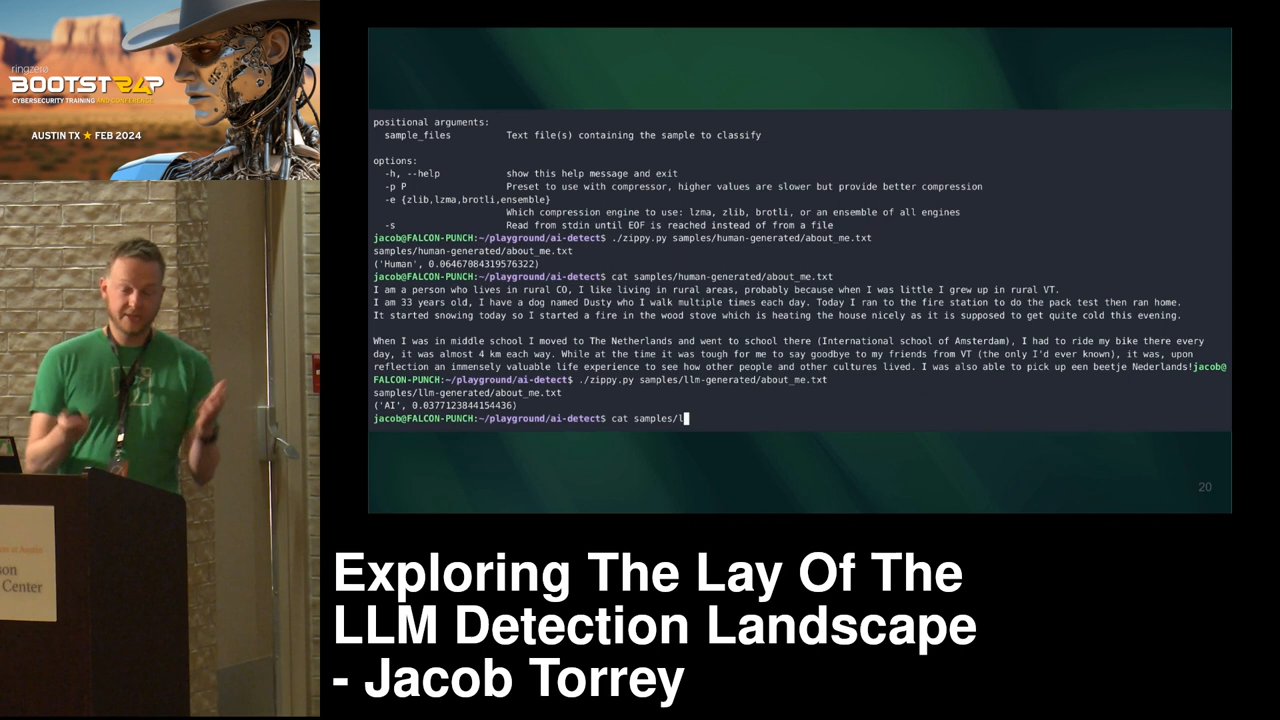 ringzerø
BOOTSTR24P
CYBERSECURITY TRAINING AND CONFERENCE
AUSTIN TX ★ FEB 2024
positional arguments:
sample_files Text file(s) containing the sample to classify
options:
-h, --help show this help message and exit
-p P Preset to use with compressor, higher values are slower but provide better compression
-e {zlib,lzma,brotli,ensemble}
Which compression engine to use: lzma, zlib, brotli, or an ensemble of all engines
-s Read from stdin until EOF is reached instead of from a file
jacob@FALCON-PUNCH:~/playground/ai-detect$ ./zippy.py samples/human-generated/about_me.txt
samples/human-generated/about_me.txt
('Human', 0.06467084319576322)
jacob@FALCON-PUNCH:~/playground/ai-detect$ cat samples/human-generated/about_me.txt
I am a person who lives in rural CO, I like living in rural areas, probably because when I was little I grew up in rural VT.
I am 33 years old, I have a dog named Dusty who I walk multiple times each day. Today I ran to the fire station to do the pack test then ran home.
It started snowing today so I started a fire in the wood stove which is heating the house nicely as it is supposed to get quite cold this evening.
When I was in middle school I moved to The Netherlands and went to school there (International school of Amsterdam), I had to ride my bike there every
day, it was almost 4 km each way. While at the time it was tough for me to say goodbye to my friends from VT (the only I'd ever known), it was, upon
reflection an immensely valuable life experience to see how other people and other cultures lived. I was also able to pick up een beetje Nederlands!jacob@
FALCON-PUNCH:~/playground/ai-detect$ ./zippy.py samples/llm-generated/about_me.txt
samples/llm-generated/about_me.txt
('AI', 0.0377123844154436)
jacob@FALCON-PUNCH:~/playground/ai-detect$ cat samples/l
20
of Austin
son
Center
Exploring The Lay Of The
LLM Detection Landscape
- Jacob Torrey